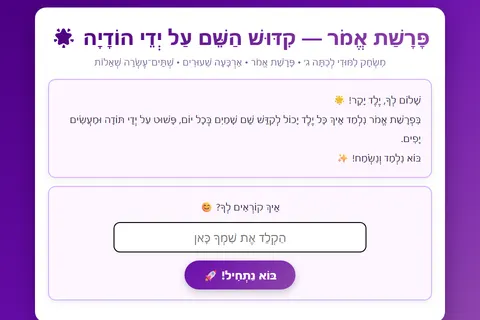 פָּרָשַׁת אֱמֹר — קִדּוּשׁ הַשֵּׁם עַל יְדֵי הוֹדָיָה 🌟
מִשְׂחָק לִמּוּדִי לְכִתָּה ג׳ • פָּרָשַׁת אֱמֹר • אַרְבָּעָה שִׁעוּרִים • שְׁתֵּים־עֶשְׂרֵה שְׁאֵלוֹת
שָׁלוֹם לְךָ, יֶלֶד יָקָר! 🌟
בְּפָרָשַׁת אֱמֹר נִלְמַד אֵיךְ כָּל יֶלֶד יָכוֹל לְקַדֵּשׁ שֵׁם שָׁמַיִם בְּכָל יוֹם, פָּשׁוּט עַל יְדֵי תּוֹדָה וּמַעֲשִׂים
יָפִים.
בּוֹא נִלְמַד וְנִשְׂמַח! ✨
אֵיךְ קוֹרְאִים לְךָ? 😊
הַקְלֵד אֶת שִׁמְךָ כָּאן
בּוֹא נַתְחִיל! 🚀